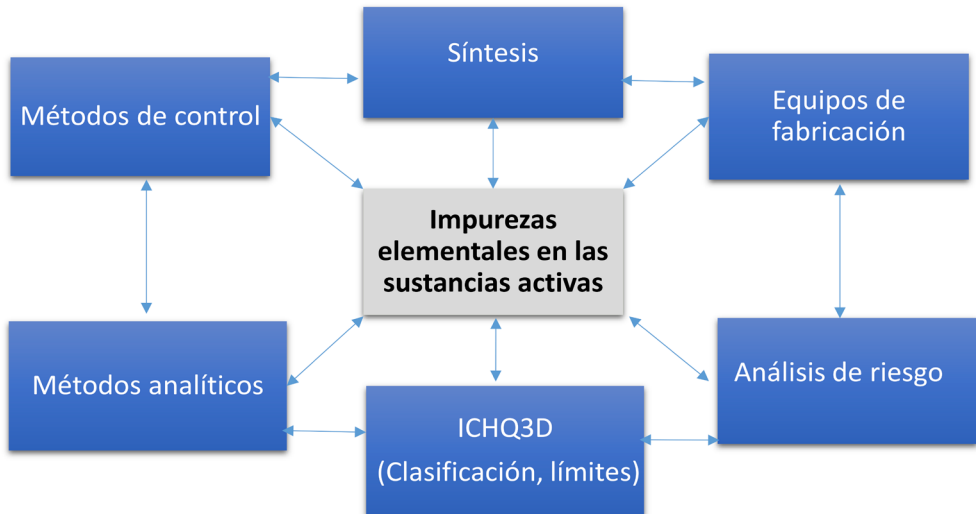 Síntesis
Métodos de control
Equipos de
fabricación
Impurezas
elementales en las
sustancias activas
Métodos analíticos
Análisis de riesgo
ICHQ3D
(Clasificación, límites)